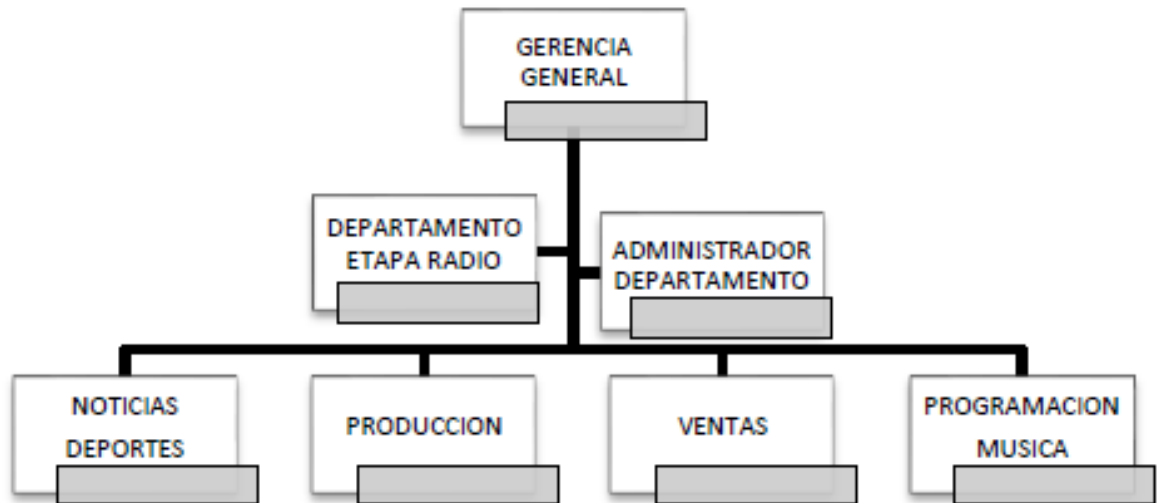 GERENCIA
GENERAL
DEPARTAMENTO
ETAPA RADIO
ADMINISTRADOR
DEPARTAMENTO
NOTICIAS
DEPORTES
PRODUCCION
VENTAS
PROGRAMACION
MUSICA